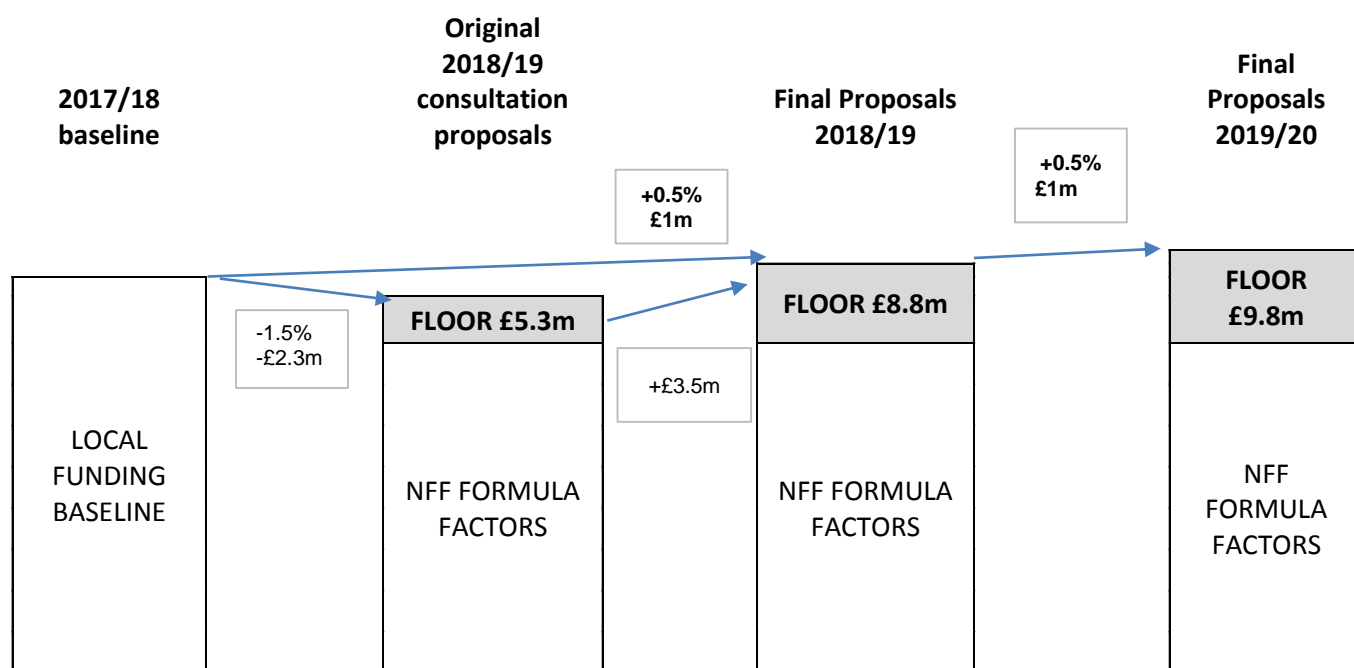 2017/18
baseline
Original
2018/19
consultation
proposals
Final Proposals
2018/19
Final
Proposals
2019/20
+0.5%
£1m
+0.5%
£1m
-1.5%
-£2.3m
+£3.5m
FLOOR £5.3m
FLOOR £8.8m
FLOOR
£9.8m
LOCAL
FUNDING
BASELINE
NFF FORMULA
FACTORS
NFF FORMULA
FACTORS
NFF
FORMULA
FACTORS